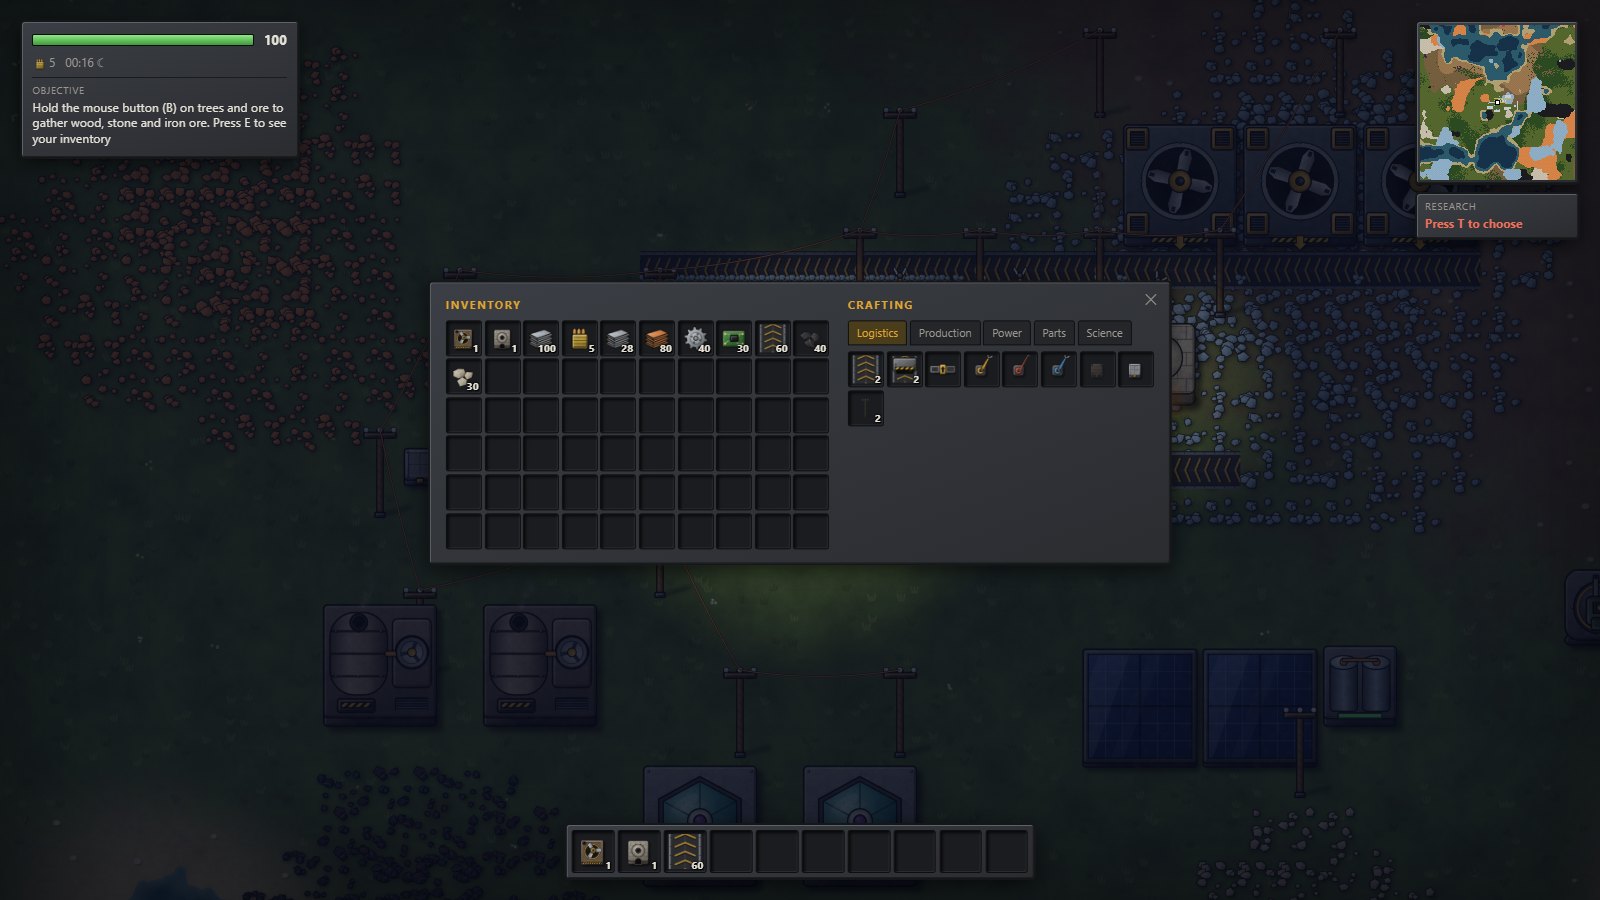 100
5 00:16
OBJECTIVE
Hold the mouse button (B) on trees and ore to
gather wood, stone and iron ore. Press E to see
your inventory
RESEARCH
Press T to choose
INVENTORY
1 1 100 5 28 80 40 30 60 40
30
CRAFTING
Logistics Production Power Parts Science
2 2
2
1 1 60